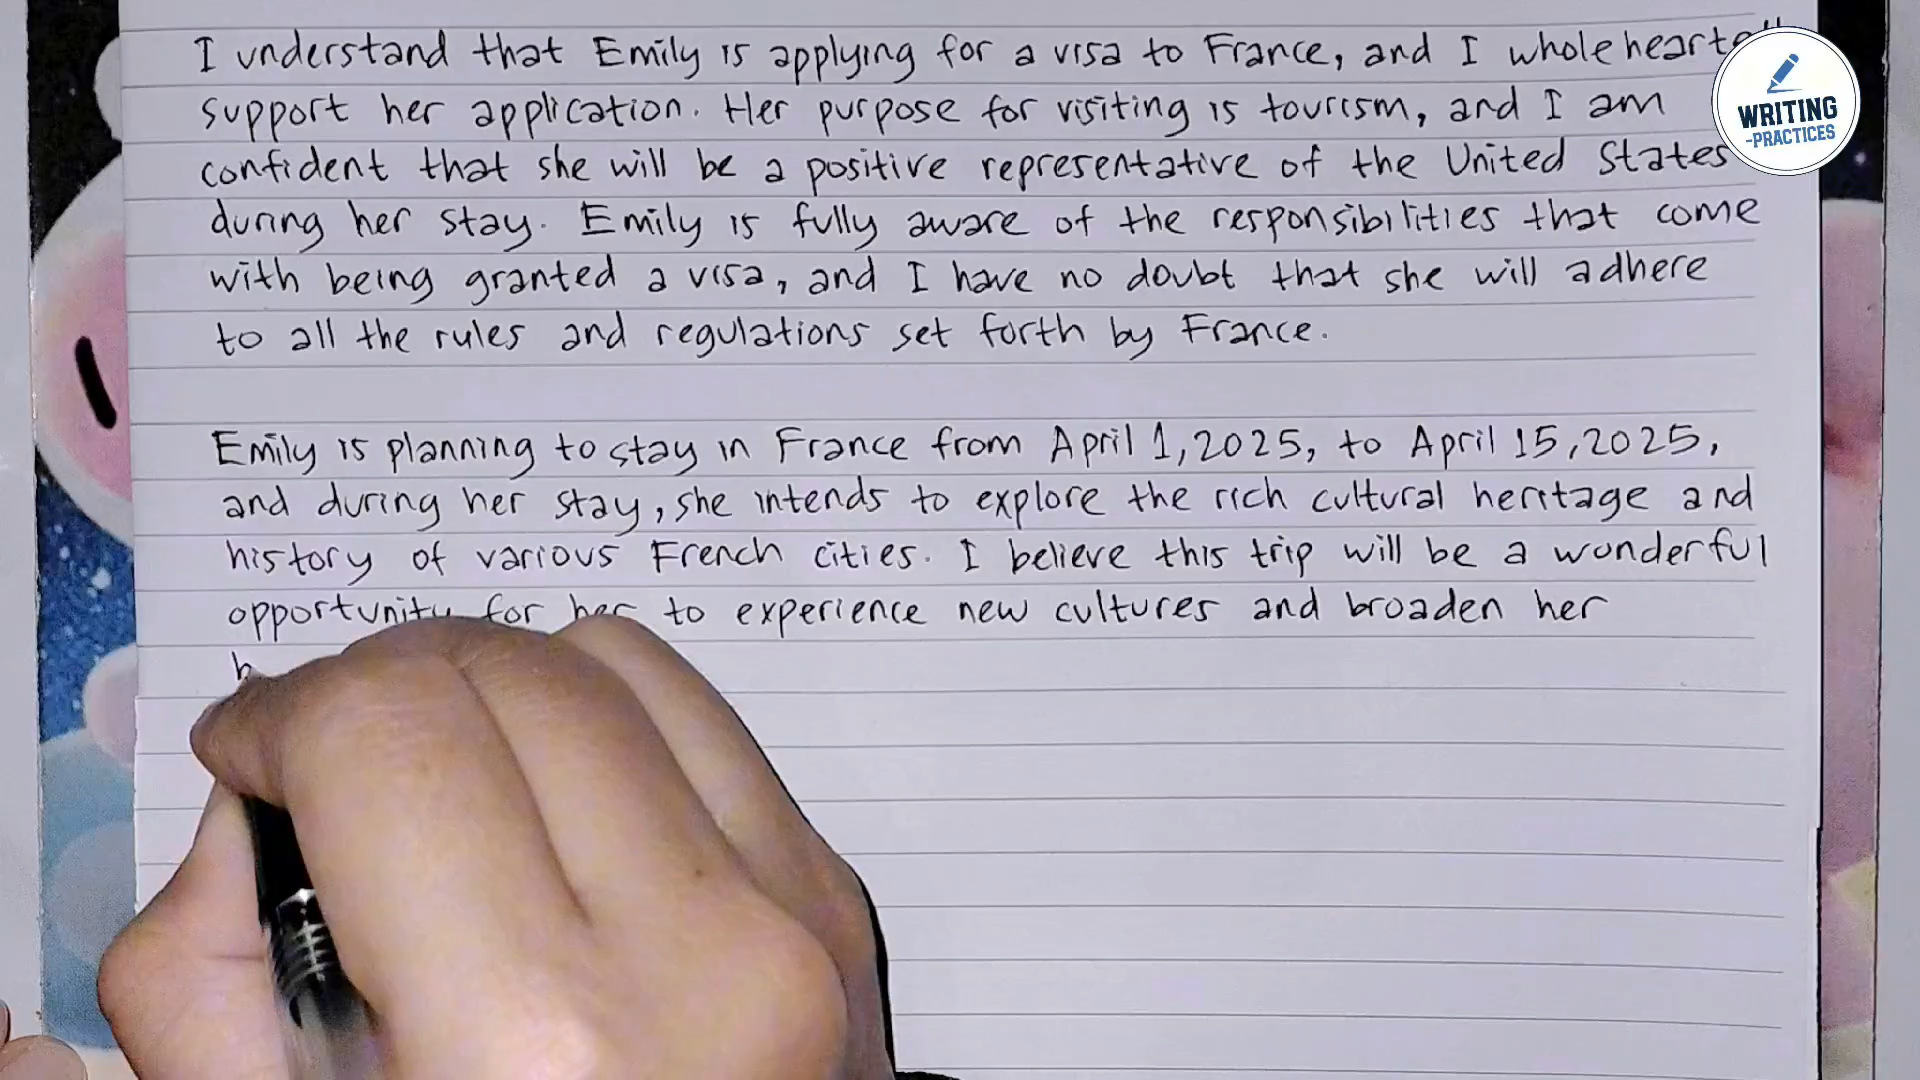 I understand that Emily is applying for a visa to France, and I
support her application. Her purpose for visiting is tourism, and I am
confident that she will be a positive representative of the United States
during her stay. Emily is fully aware of the responsibilities that come
with being granted a visa, and I have no doubt that she will adhere
to all the rules and regulations set forth by France.
Emily is planning to stay in France from April 1, 2025, to April 15, 2025,
and during her stay, she intends to explore the rich cultural heritage and
history of various French cities. I believe this trip will be a wonderful
opportunity for her to experience new cultures and broaden her
WRITING
-PRACTICES